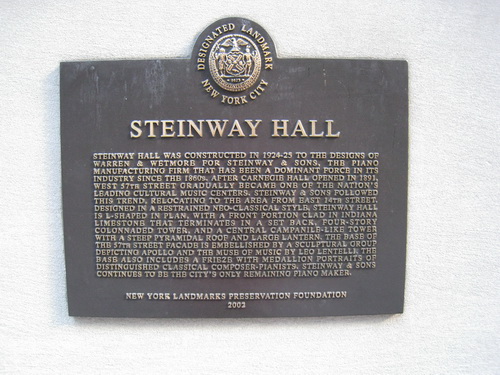 DESIGNATED LANDMARK
NEW YORK CITY
STEINWAY HALL
STEINWAY HALL WAS CONSTRUCTED IN 1924-25 TO THE DESIGNS OF
WARREN & WETMORE FOR STEINWAY & SONS, THE PIANO
MANUFACTURING FIRM THAT HAS BEEN A DOMINANT FORCE IN ITS
INDUSTRY SINCE THE 1860s. AFTER CARNEGIE HALL OPENED IN 1891,
WEST 57TH STREET GRADUALLY BECAME ONE OF THE NATION'S
LEADING CULTURAL MUSIC CENTERS. STEINWAY & SONS FOLLOWED
THIS TREND, RELOCATING TO THE AREA FROM EAST 14TH STREET.
DESIGNED IN A RESTRAINED NEO-CLASSICAL STYLE, STEINWAY HALL
IS L-SHAPED IN PLAN, WITH A FRONT PORTION CLAD IN INDIANA
LIMESTONE THAT TERMINATES IN A SET BACK, FOUR-STORY
COLONNADED TOWER, AND A CENTRAL CAMPANILE-LIKE TOWER
WITH A STEEP PYRAMIDAL ROOF AND LARGE LANTERN. THE BASE OF
THE 57TH STREET FACADE IS EMBELLISHED BY A SCULPTURAL GROUP
DEPICTING APOLLO AND THE MUSE OF MUSIC BY LEO LENTELLI. THE
BASE ALSO INCLUDES A FRIEZE WITH MEDALLION PORTRAITS OF
DISTINGUISHED CLASSICAL COMPOSER-PIANISTS. STEINWAY & SONS
CONTINUES TO BE THE CITY'S ONLY REMAINING PIANO MAKER.
NEW YORK LANDMARKS PRESERVATION FOUNDATION
2002